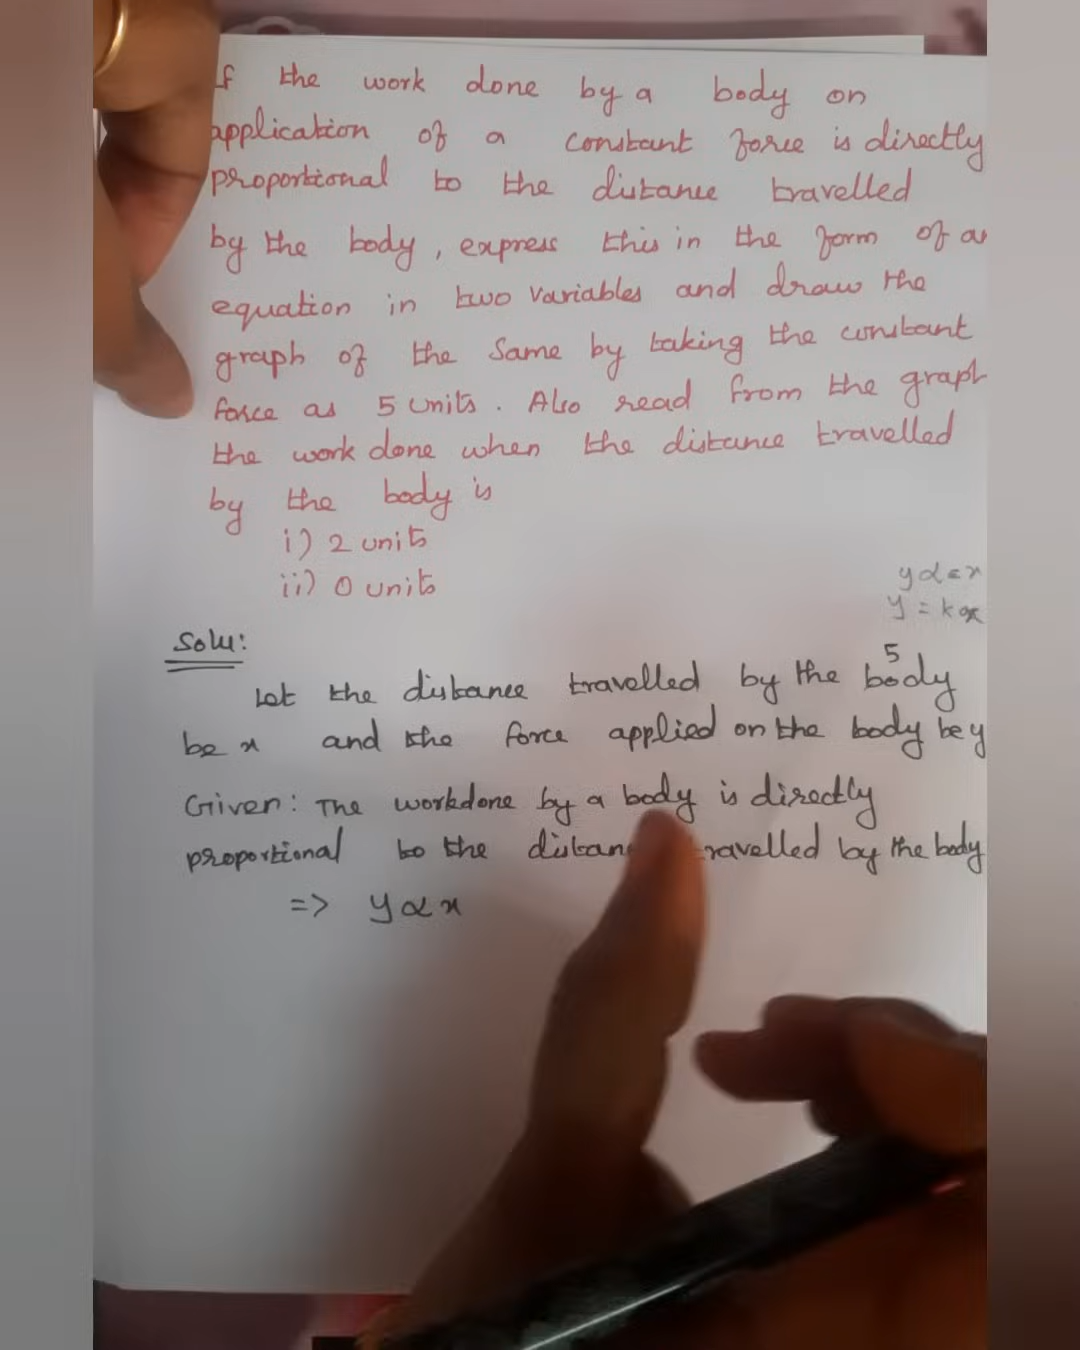 If the work done by a body on
application of a constant force is directly
proportional to the distance travelled
by the body, express this in the form of an
equation in two variables and draw the
graph of the same by taking the constant
force as 5 units. Also read from the graph
the work done when the distance travelled
by the body is
i) 2 units
ii) 0 units
y = kx
Solu:
5
Let the distance travelled by the body
be x and the force applied on the body be y
Given: The workdone by a body is directly
proportional to the distan ravelled by the body
=> y ∝ x